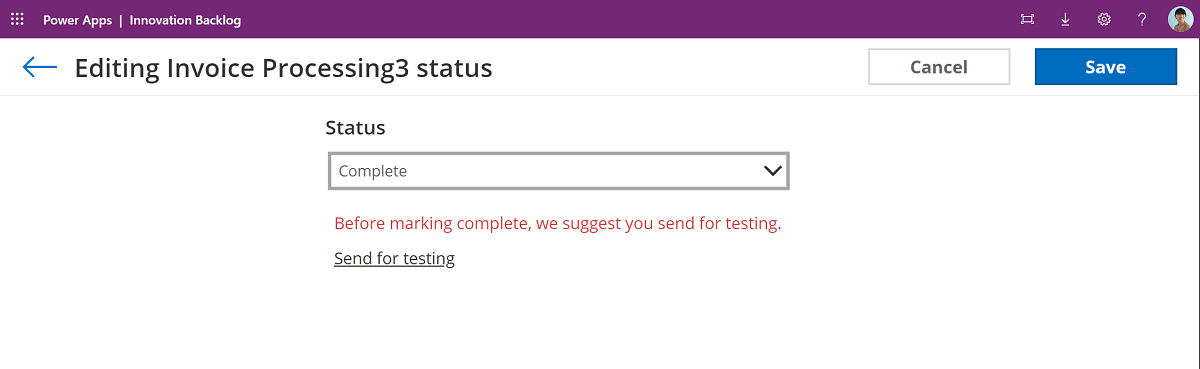 Power Apps | Innovation Backlog
?
Editing Invoice Processing3 status
Cancel
Save
Status
Complete
Before marking complete, we suggest you send for testing.
Send for testing